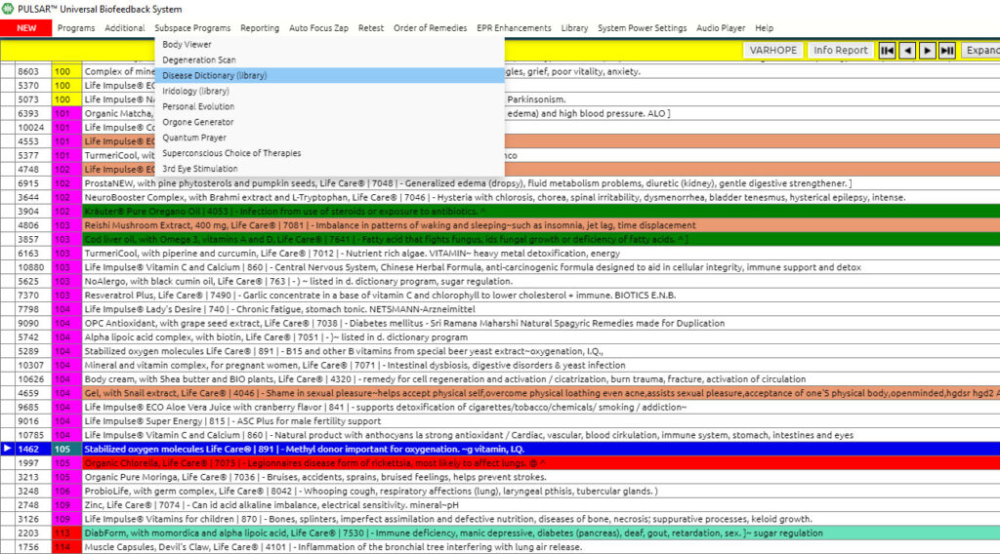 PULSAR™ Universal Biofeedback System
NEW Programs Additional Subspace Programs Reporting Auto Focus Zap Retest Order of Remedies EPR Enhancements Library System Power Settings Audio Player Help
VARHOPE Info Report Expand
Body Viewer
Degeneration Scan
Disease Dictionary (library)
Iridology (library)
Personal Evolution
Orgone Generator
Quantum Prayer
Superconscious Choice of Therapies
3rd Eye Stimulation
8603 100 Complex of mine gles, grief, poor vitality, anxiety.
5370 100 Life Impulse® EC
5073 100 Life Impulse® NA Parkinsonism.
6393 101 Organic Matcha, edema) and high blood pressure. ALO ]
10024 101 Life Impulse® Co
4553 101 Life Impulse® EC
5377 101 TurmeriCool, wit nco
4748 102 Life Impulse® EC
6915 102 ProstaNEW, with pine phytosterols and pumpkin seeds, Life Care® | 7048 | - Generalized edema (dropsy), fluid metabolism problems, diuretic (kidney), gentle digestive strengthener. ]
3644 102 NeuroBooster Complex, with Brahmi extract and L-Tryptophan, Life Care® | 7046 | - Hysteria with chlorosis, chorea, spinal irritability, dysmenorrhea, bladder tenesmus, hysterical epilepsy, intense.
3904 102 Kräuter® Pure Oregano Oil | 4053 | - Infection from use of steroids or exposure to antibiotics. ^
4806 103 Reishi Mushroom Extract, 400 mg, Life Care® | 7081 | - Imbalance in patterns of waking and sleeping~such as insomnia, jet lag, time displacement
3857 103 Cod liver oil, with Omega 3, vitamins A and D, Life Care® | 7641 | - Fatty acid that fights fungus, ids fungal growth or deficiency of fatty acids. ^ ]
6163 103 TurmeriCool, with piperine and curcumin, Life Care® | 7012 | - Nutrient rich algae. VITAMIN~ heavy metal detoxification, energy
10880 103 Life Impulse® Vitamin C and Calcium | 860 | - Central Nervous System, Chinese Herbal Formula, anti-carcinogenic formula designed to aid in cellular integrity, immune support and detox
5625 103 NoAlergo, with black cumin oil, Life Care® | 763 | - ) ~ listed in d. dictionary program, sugar regulation.
7370 103 Resveratrol Plus, Life Care® | 7490 | - Garlic concentrate in a base of vitamin C and chlorophyll to lower cholesterol + immune. BIOTICS E.N.B.
7798 104 Life Impulse® Lady's Desire | 740 | - Chronic fatigue, stomach tonic. NETSMANN-Arzneimittel
9090 104 OPC Antioxidant, with grape seed extract, Life Care® | 7038 | - Diabetes mellitus - Sri Ramana Maharshi Natural Spagyric Remedies made for Duplication
5742 104 Alpha lipoic acid complex, with biotin, Life Care® | 7051 | - )~ listed in d. dictionary program
5289 104 Stabilized oxygen molecules Life Care® | 891 | - B15 and other B vitamins from special beer yeast extract~oxygenation, I.Q.,
10307 104 Mineral and vitamin complex, for pregnant women, Life Care® | 7071 | - Intestinal dysbiosis, digestive disorders & yeast infection
10626 104 Body cream, with Shea butter and BIO plants, Life Care® | 4320 | - remedy for cell regeneration and activation / cicatrization, burn trauma, fracture, activation of circulation
4659 104 Gel, with Snail extract, Life Care® | 4046 | - Shame in sexual pleasure~helps accept physical self,overcome physical loathing even acne,assists sexual pleasure,acceptance of one'S physical body,openminded,hgdsr hgd2 A
9685 104 Life Impulse® ECO Aloe Vera Juice with cranberry flavor | 841 | - supports detoxification of cigarettes/tobacco/chemicals/ smoking / addiction~
9016 104 Life Impulse® Super Energy | 815 | - ASC Plus for male fertility support
10785 104 Life Impulse® Vitamin C and Calcium | 860 | - Natural product with anthocyans la strong antioxidant / Cardiac, vascular, blood cirkulation, immune system, stomach, intestines and eyes
1462 105 Stabilized oxygen molecules Life Care® | 891 | - Methyl donor important for oxygenation. ~g vitamin, I.Q.
1997 105 Organic Chlorella, Life Care® | 7075 | - Legionnaires disease form of rickettsia, most likely to affect lungs. @ ^
3213 105 Organic Pure Moringa, Life Care® | 7036 | - Bruises, accidents, sprains, bruised feelings, helps prevent strokes.
3248 106 ProbioLife, with germ complex, Life Care® | 8042 | - Whooping cough, respiratory affections (lung), laryngeal pthisis, tubercular glands. )
2748 109 Zinc, Life Care® | 7074 | - Can id acid alkaline imbalance, electrical sensitivity. mineral~pH
3126 109 Life Impulse® Vitamins for children | 870 | - Bones, splinters, imperfect assimilation and defective nutrition, diseases of bone, necrosis; suppurative processes, keloid growth.
2203 113 DiabForm, with momordica and alpha lipoic acid, Life Care® | 7530 | - Immune deficiency, manic depressive, diabetes (pancreas), deaf, gout, retardation, sex. ]~ sugar regulation
1756 114 Muscle Capsules, Devil's Claw, Life Care® | 4101 | - Inflammation of the bronchial tree interfering with lung air release.